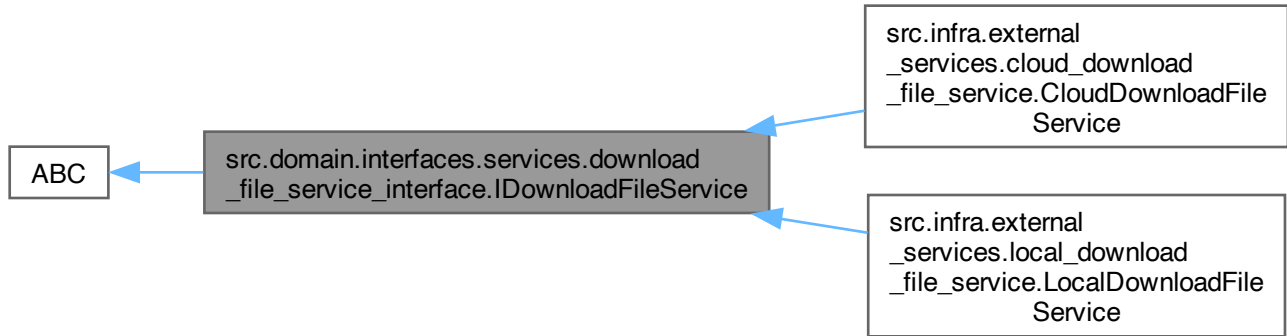 ABC
src.domain.interfaces.services.download
_file_service_interface.IDownloadFileService
src.infra.external
_services.cloud_download
_file_service.CloudDownloadFile
Service
src.infra.external
_services.local_download
_file_service.LocalDownloadFile
Service